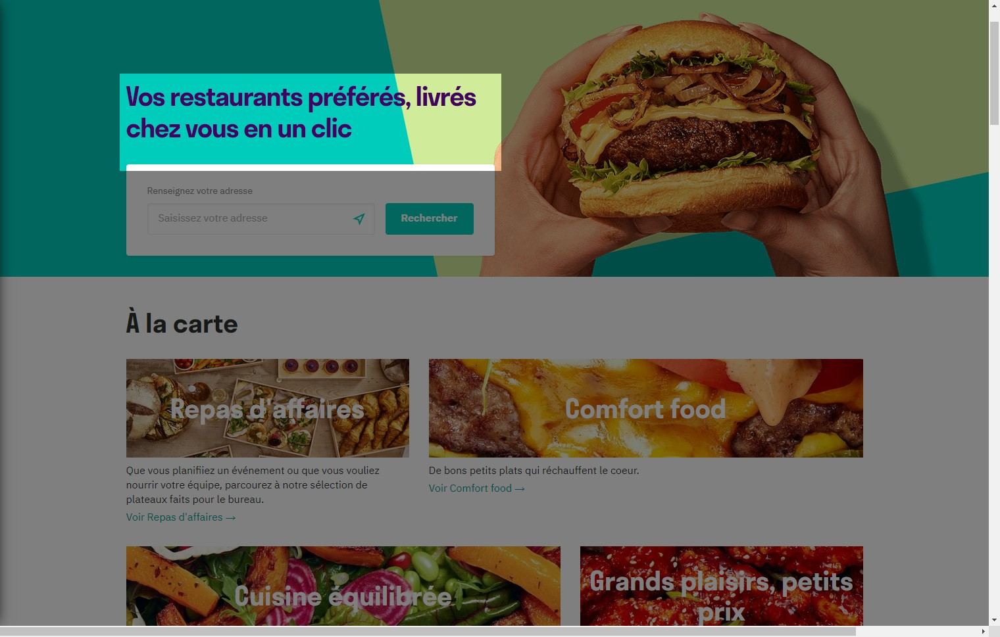 Vos restaurants préférés, livrés
chez vous en un clic
Renseignez votre adresse
Saisissez votre adresse
Rechercher
À la carte
Repas d'affaires
Comfort food
Que vous planifiiez un événement ou que vous vouliez
nourrir votre équipe, parcourez à notre sélection de
plateaux faits pour le bureau.
Voir Repas d'affaires →
De bons petits plats qui réchauffent le coeur.
Voir Comfort food →
Cuisine équilibrée
Grands plaisirs, petits
prix